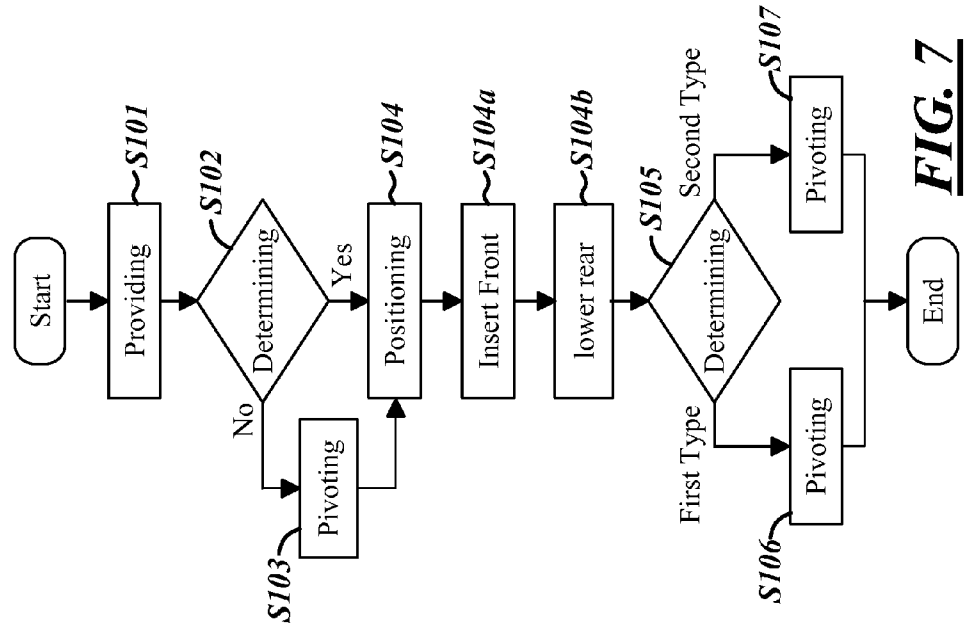 Start
Providing
S101
Determining
S102
No
Yes
Pivoting
S103
Positioning
S104
Insert Front
S104a
lower rear
S104b
Determining
S105
First Type
Second Type
Pivoting
S106
Pivoting
S107
End
FIG. 7